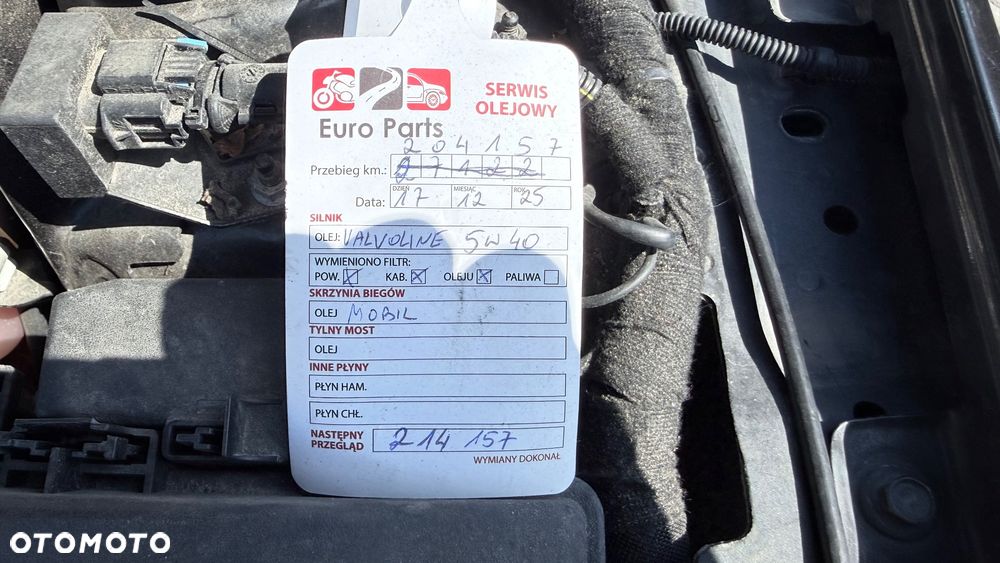 SERWIS
OLEJOWY
Euro Parts
204157
Przebieg km.:
DZIEŃ MIESIĄC ROK
Data: 17 12 25
SILNIK
OLEJ: VALVOLINE 5W40
WYMIENIONO FILTR:
POW. KAB. OLEJU PALIWA
SKRZYNIA BIEGÓW
OLEJ MOBIL
TYLNY MOST
OLEJ
INNE PŁYNY
PŁYN HAM.
PŁYN CHŁ.
NASTĘPNY
PRZEGLĄD 214 157
WYMIANY DOKONAŁ
OTOMOTO